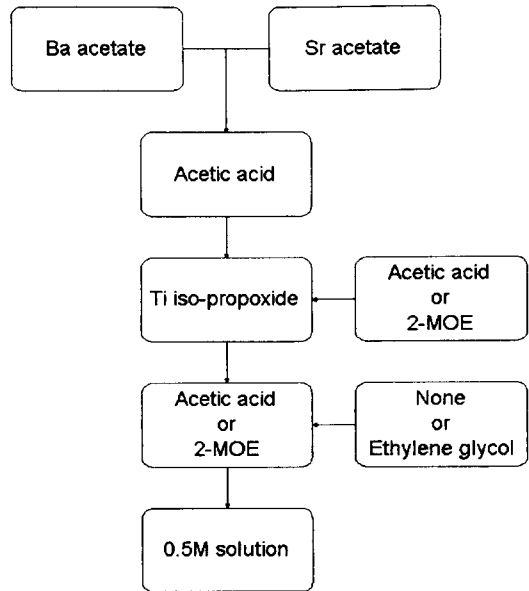 Ba acetate
Sr acetate
Acetic acid
Ti iso-propoxide
Acetic acid
or
2-MOE
Acetic acid
or
2-MOE
None
or
Ethylene glycol
0.5M solution